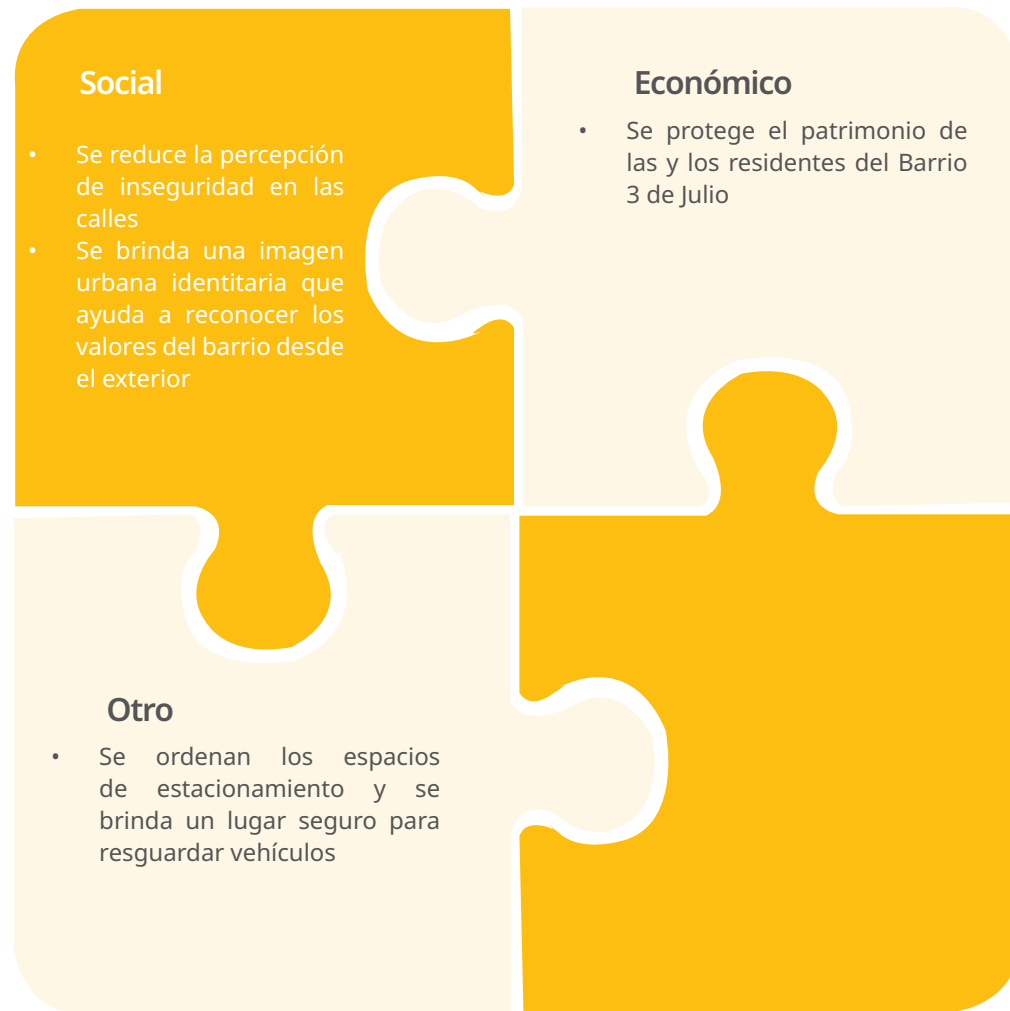 Social
• Se reduce la percepción
de inseguridad en las
calles
• Se brinda una imagen
urbana identitaria que
ayuda a reconocer los
valores del barrio desde
el exterior
Económico
• Se protege el patrimonio de
las y los residentes del Barrio
3 de Julio
Otro
• Se ordenan los espacios
de estacionamiento y se
brinda un lugar seguro para
resguardar vehículos